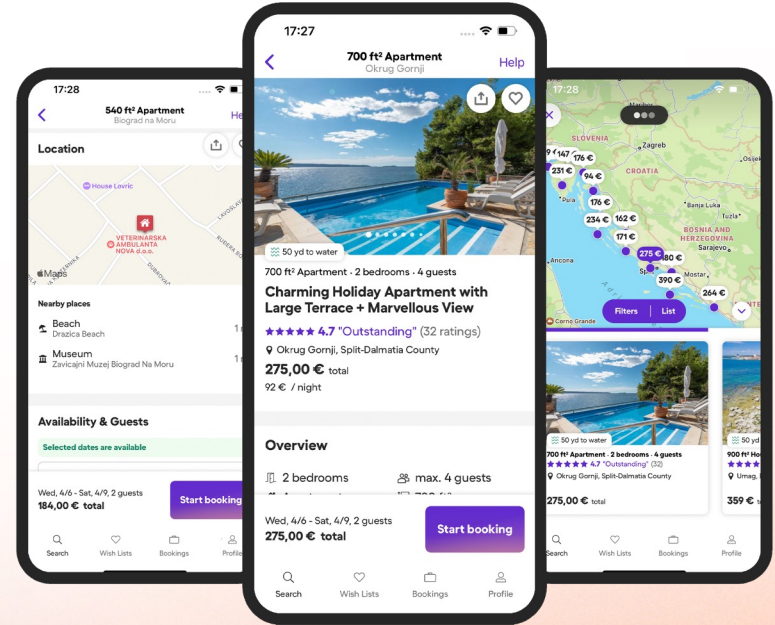 17:28
540 ft² Apartment
Biograd na Moru
Location
House Lovric
VETERINARSKA
AMBULANTA
NOVA d.o.o.
Maps
Nearby places
Beach
Drazica Beach
Museum
Zavicajni Muzej Biograd Na Moru
Availability & Guests
Selected dates are available
Wed, 4/6 - Sat, 4/9, 2 guests
184,00 € total
Start booking
Search
Wish Lists
Bookings
Profile
17:27
700 ft² Apartment
Okrug Gornji
Help
50 yd to water
700 ft² Apartment · 2 bedrooms · 4 guests
Charming Holiday Apartment with
Large Terrace + Marvellous View
4.7 "Outstanding" (32 ratings)
Okrug Gornji, Split-Dalmatia County
275,00 € total
92 € / night
Overview
2 bedrooms
max. 4 guests
Wed, 4/6 - Sat, 4/9, 2 guests
275,00 € total
Start booking
Search
Wish Lists
Bookings
Profile
17:28
SLOVENIA
Zagreb
CROATIA
147
176 €
231 €
94 €
Pula
176 €
Banja Luka
234 €
162 €
Tuzla
171 €
BOSNIA AND
HERZEGOVINA
Sarajevo
Ancona
275 €
80 €
Mostar
390 €
264 €
Corno Grande
Filters
List
50 yd to water
700 ft² Apartment · 2 bedrooms · 4 guests
4.7 "Outstanding" (32)
Okrug Gornji, Split-Dalmatia County
275,00 € total
50 yd
900 ft²
Umag,
359 €
Search
Wish Lists
Bookings
Profile